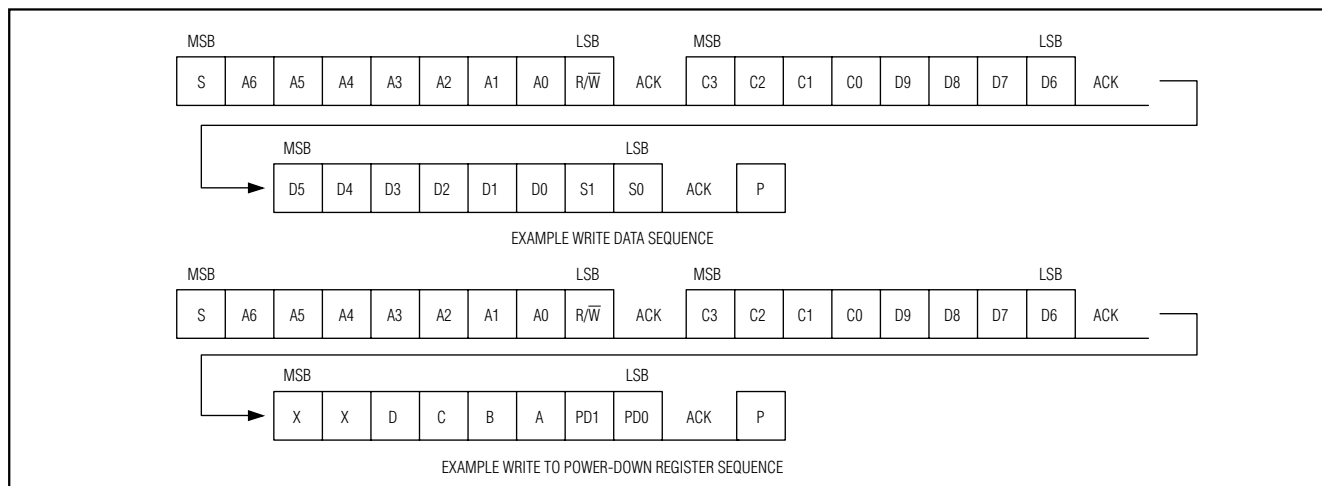 MSB LSB MSB LSB
S A6 A5 A4 A3 A2 A1 A0 R/W̅ ACK C3 C2 C1 C0 D9 D8 D7 D6 ACK
MSB LSB
D5 D4 D3 D2 D1 D0 S1 S0 ACK P
EXAMPLE WRITE DATA SEQUENCE
MSB LSB MSB LSB
S A6 A5 A4 A3 A2 A1 A0 R/W̅ ACK C3 C2 C1 C0 D9 D8 D7 D6 ACK
MSB LSB
X X D C B A PD1 PD0 ACK P
EXAMPLE WRITE TO POWER-DOWN REGISTER SEQUENCE